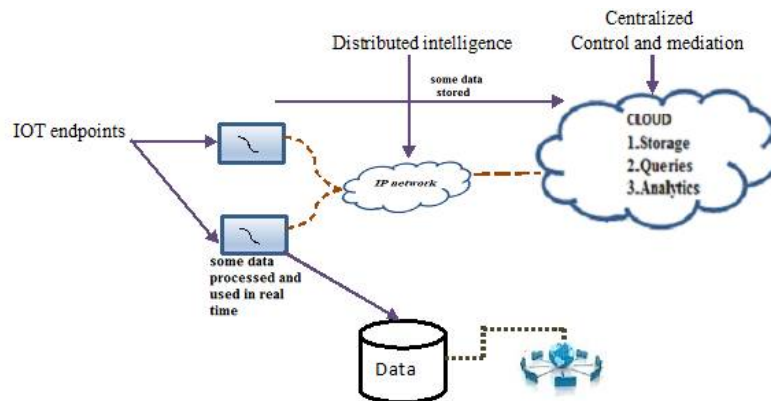 Centralized
Control and mediation
Distributed intelligence
some data
stored
IOT endpoints
CLOUD
1.Storage
2.Queries
3.Analytics
IP network
some data
processed and
used in real
time
Data